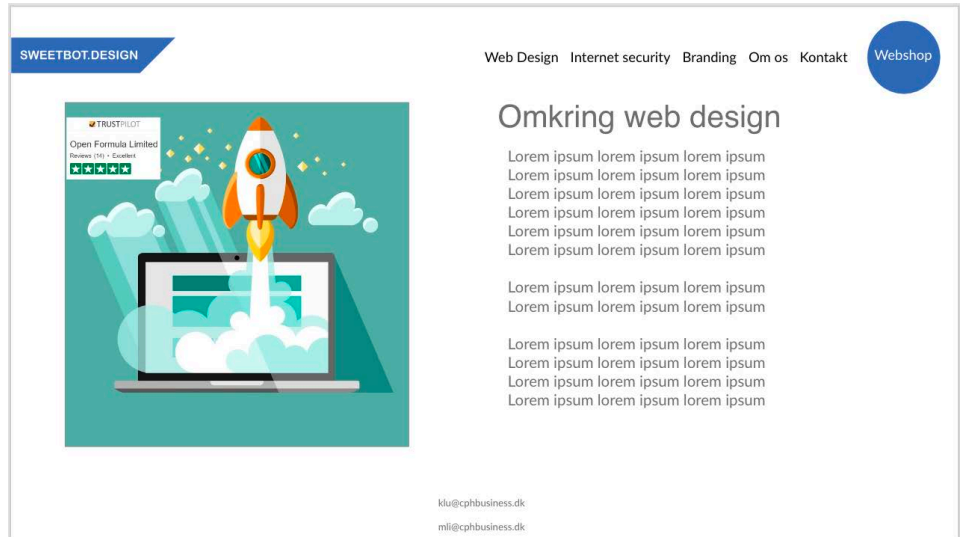 SWEETBOT.DESIGN
Web Design Internet security Branding Om os Kontakt
Webshop
TRUSTPILOT
Open Formula Limited
Reviews (14) • Excellent
Omkring web design
Lorem ipsum lorem ipsum lorem ipsum
Lorem ipsum lorem ipsum lorem ipsum
Lorem ipsum lorem ipsum lorem ipsum
Lorem ipsum lorem ipsum lorem ipsum
Lorem ipsum lorem ipsum lorem ipsum
Lorem ipsum lorem ipsum lorem ipsum
Lorem ipsum lorem ipsum lorem ipsum
Lorem ipsum lorem ipsum lorem ipsum
Lorem ipsum lorem ipsum lorem ipsum
Lorem ipsum lorem ipsum lorem ipsum
Lorem ipsum lorem ipsum lorem ipsum
Lorem ipsum lorem ipsum lorem ipsum
klu@cphbusiness.dk
mli@cphbusiness.dk